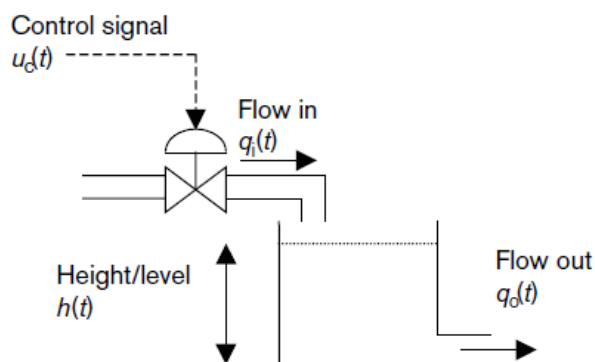 Control signal
u_c(t)
Flow in
q_i(t)
Height/level
h(t)
Flow out
q_o(t)